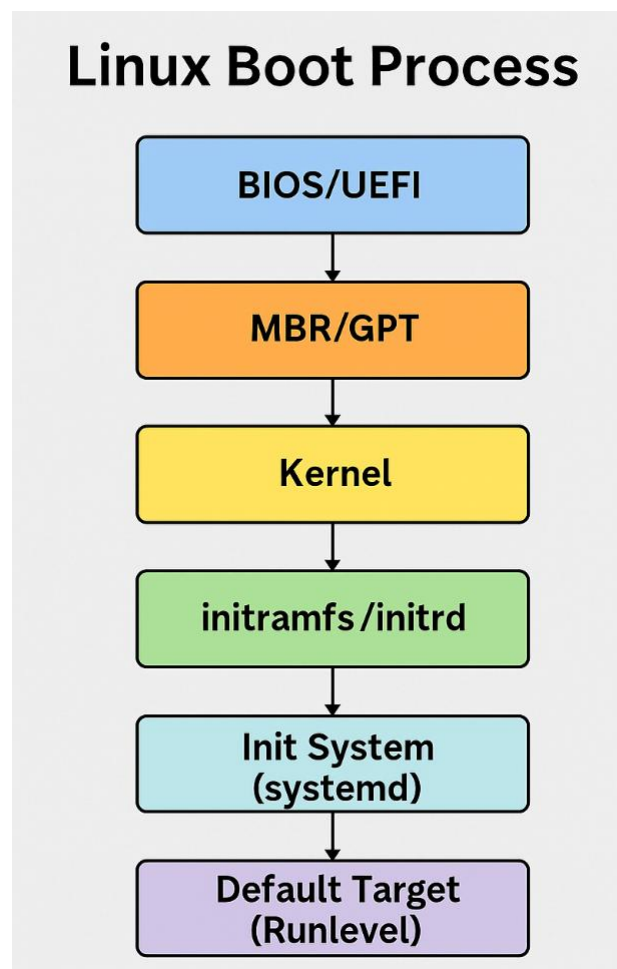 Linux Boot Process
BIOS/UEFI
MBR/GPT
Kernel
initramfs/initrd
Init System
(systemd)
Default Target
(Runlevel)